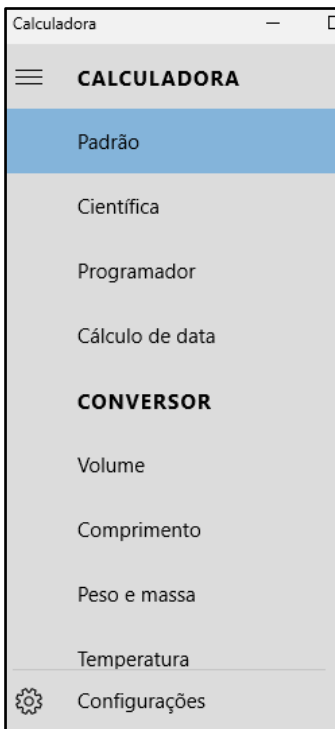 Calculadora
CALCULADORA
Padrão
Científica
Programador
Cálculo de data
CONVERSOR
Volume
Comprimento
Peso e massa
Temperatura
Configurações